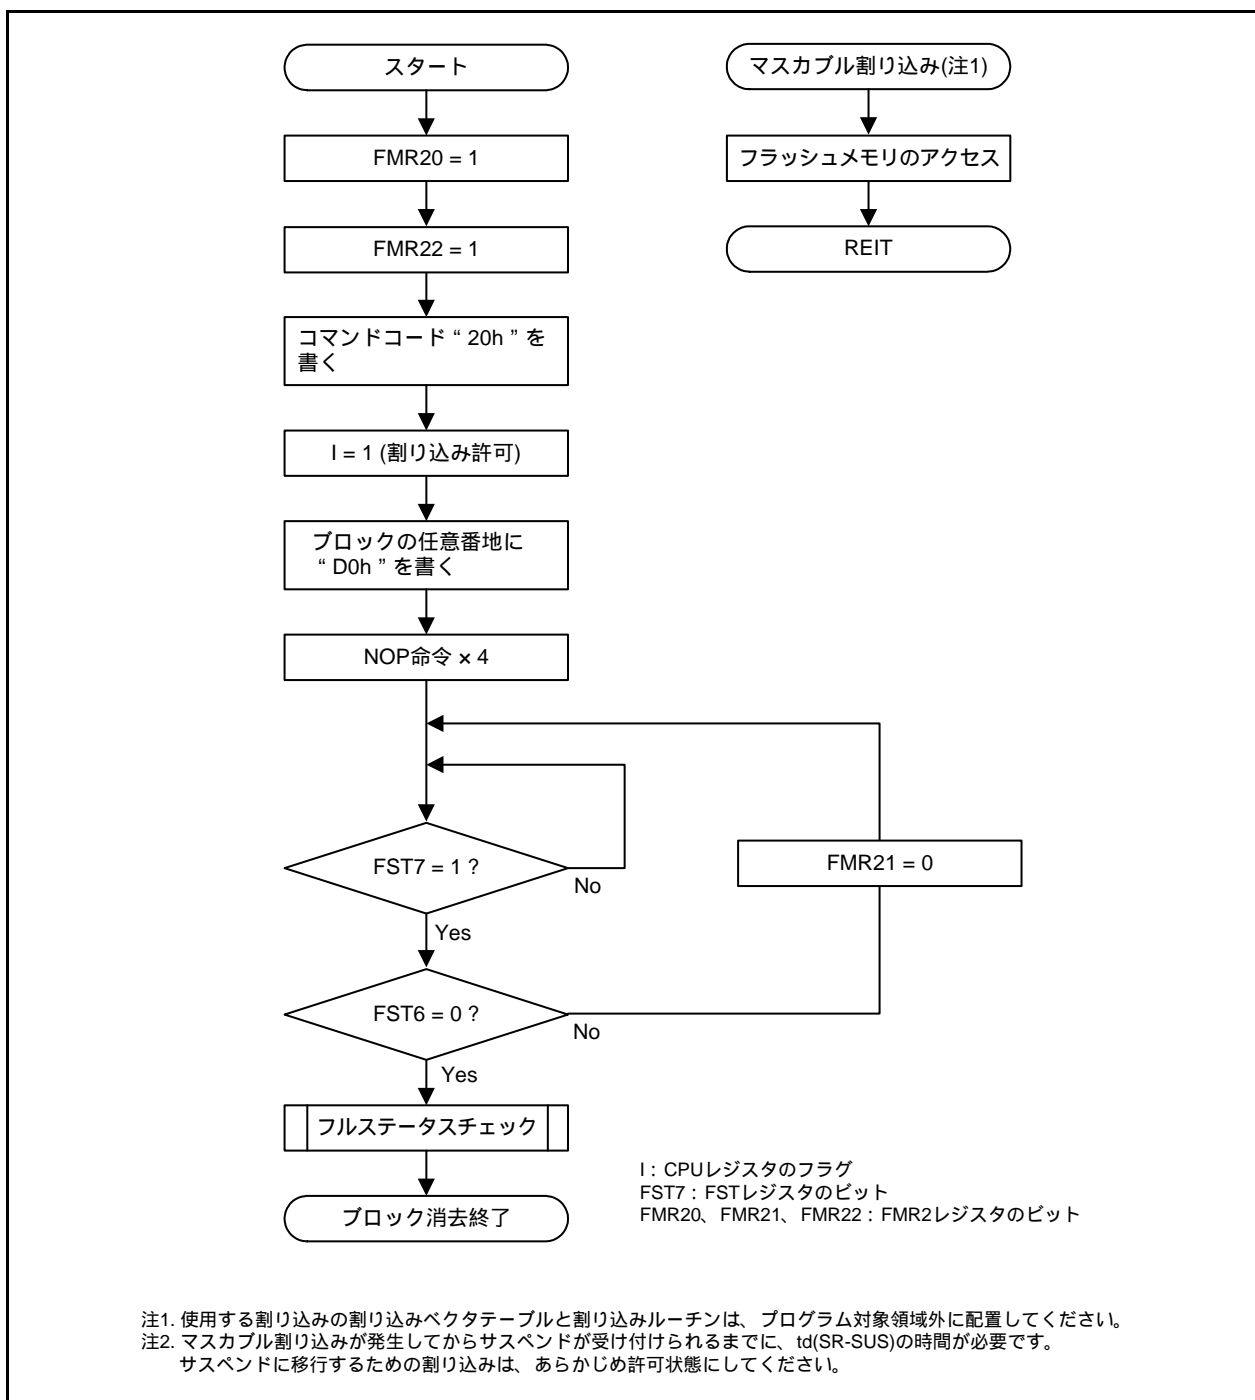 スタート
FMR20 = 1
FMR22 = 1
コマンドコード“ 20h ”を
書く
I = 1 (割り込み許可)
ブロックの任意番地に
“ D0h ”を書く
NOP命令 × 4
FST7 = 1 ?
No
Yes
FST6 = 0 ?
No
Yes
FMR21 = 0
フルステータスチェック
ブロック消去終了
マスカブル割り込み(注1)
フラッシュメモリのアクセス
REIT
I : CPUレジスタのフラグ
FST7 : FSTレジスタのビット
FMR20、FMR21、FMR22 : FMR2レジスタのビット
注1. 使用する割り込みの割り込みベクタテーブルと割り込みルーチンは、プログラム対象領域外に配置してください。
注2. マスカブル割り込みが発生してからサスペンドが受け付けられるまでに、td(SR-SUS)の時間が必要です。
サスペンドに移行するための割り込みは、あらかじめ許可状態にしてください。